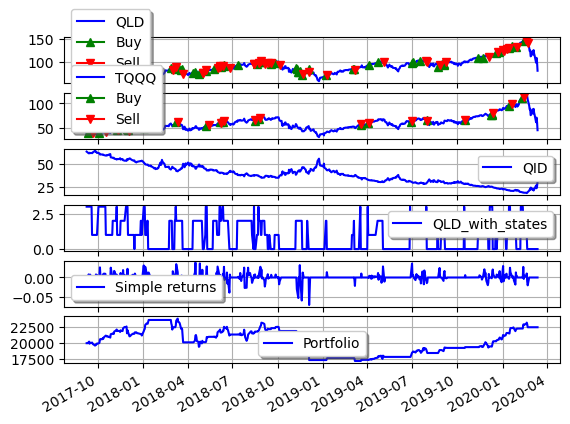 QLD
Buy
Sell
150
100
TQQQ
Buy
Sell
100
50
QID
50
25
QLD_with_states
2.5
0.0
Simple returns
0.00
−0.05
Portfolio
22500
20000
17500
2017-10
2018-01
2018-04
2018-07
2018-10
2019-01
2019-04
2019-07
2019-10
2020-01
2020-04